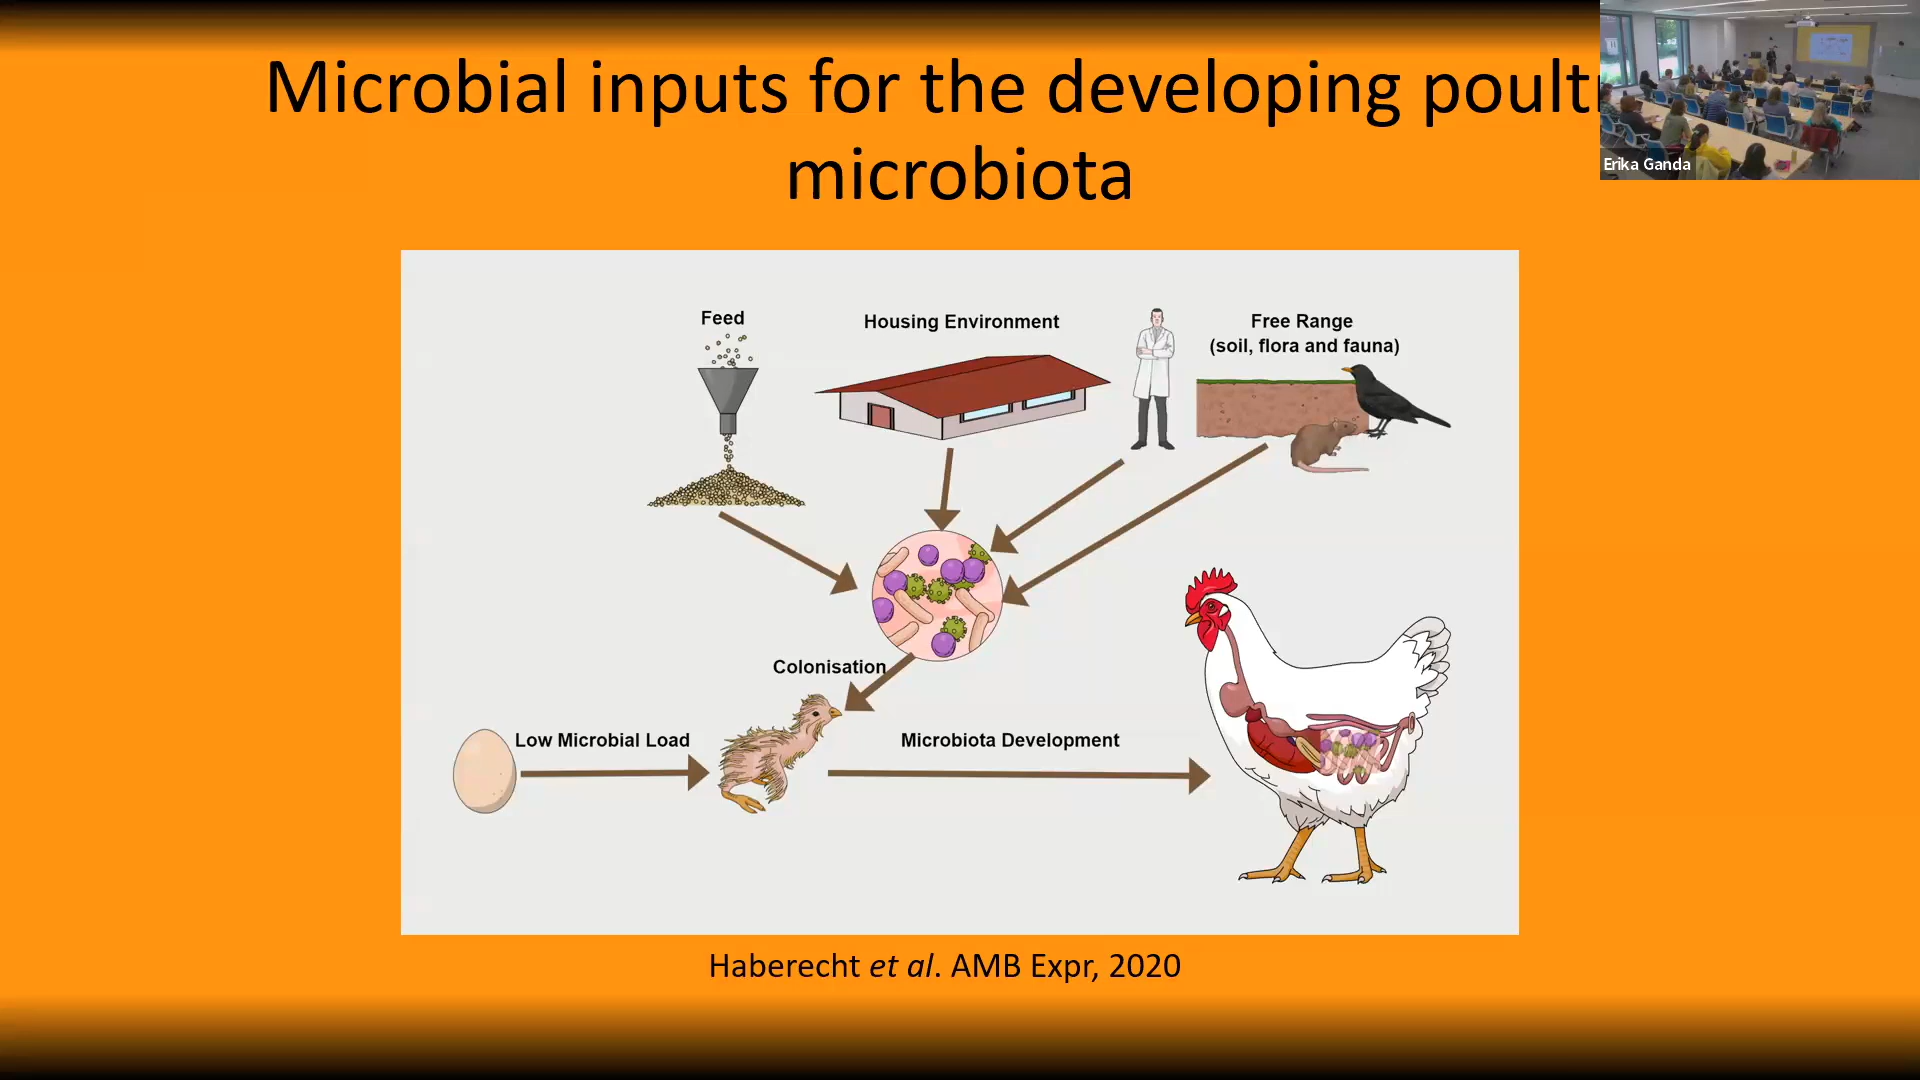 Microbial inputs for the developing poult
microbiota
Erika Ganda
Feed
Housing Environment
Free Range
(soil, flora and fauna)
Colonisation
Low Microbial Load
Microbiota Development
Haberecht et al. AMB Expr, 2020